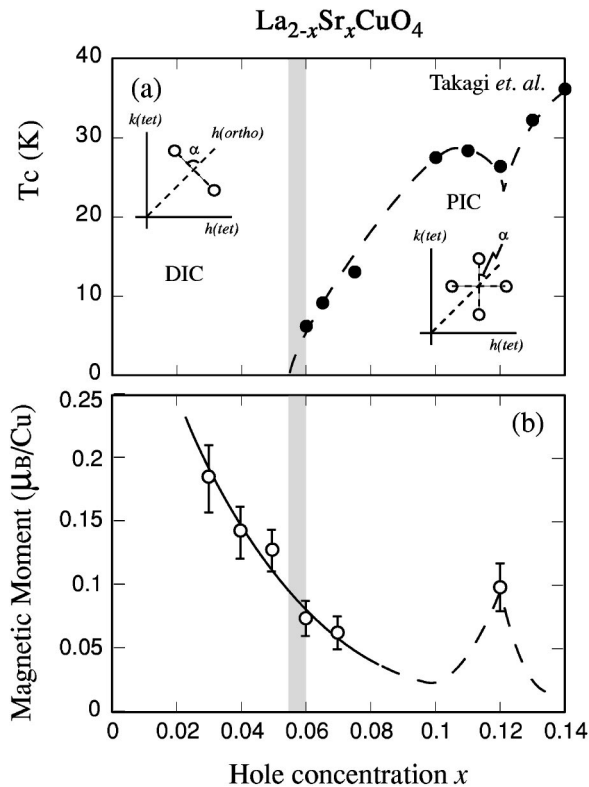 La2-xSrxCuO4
40
(a)
Takagi et. al.
k(tet)
h(ortho)
α
30
Tc (K)
20
PIC
h(tet)
k(tet)
α
DIC
10
h(tet)
0
0.25
(b)
0.2
Magnetic Moment (μB/Cu)
0.15
0.1
0.05
0
0 0.02 0.04 0.06 0.08 0.1 0.12 0.14
Hole concentration x